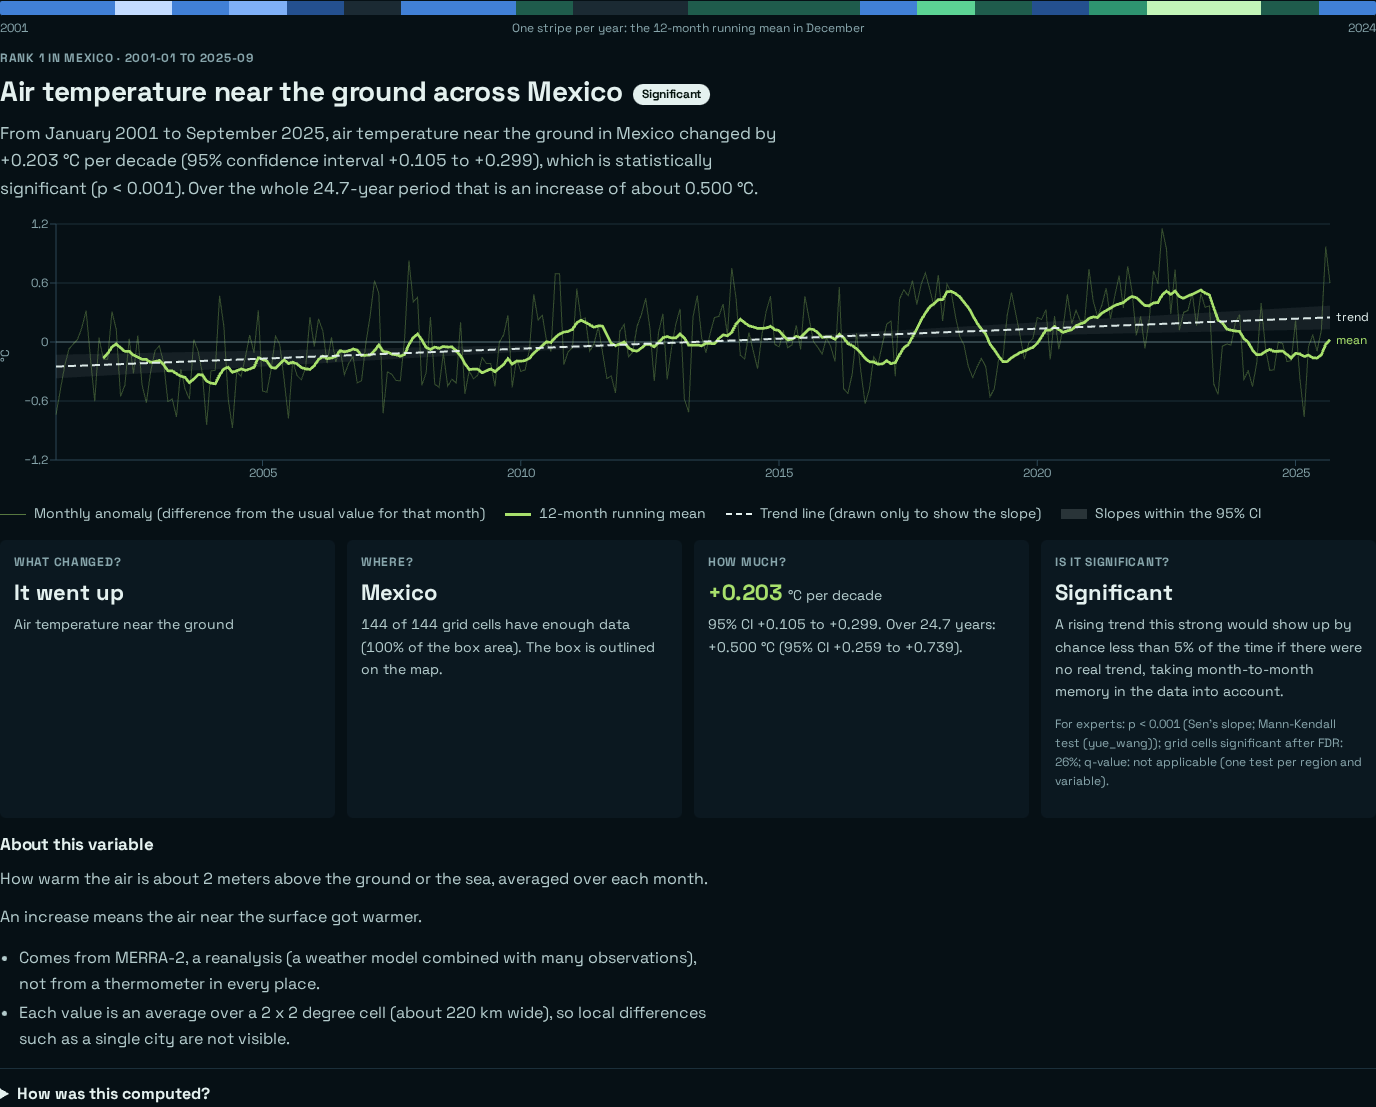 2001
One stripe per year: the 12-month running mean in December
2024
RANK 1 IN MEXICO · 2001-01 TO 2025-09
Air temperature near the ground across Mexico
Significant
From January 2001 to September 2025, air temperature near the ground in Mexico changed by
+0.203 °C per decade (95% confidence interval +0.105 to +0.299), which is statistically
significant (p < 0.001). Over the whole 24.7-year period that is an increase of about 0.500 °C.
1.2
0.6
0
−0.6
−1.2
°C
2005
2010
2015
2020
2025
trend
mean
Monthly anomaly (difference from the usual value for that month)
12-month running mean
Trend line (drawn only to show the slope)
Slopes within the 95% CI
WHAT CHANGED?
It went up
Air temperature near the ground
WHERE?
Mexico
144 of 144 grid cells have enough data
(100% of the box area). The box is outlined
on the map.
HOW MUCH?
+0.203 °C per decade
95% CI +0.105 to +0.299. Over 24.7 years:
+0.500 °C (95% CI +0.259 to +0.739).
IS IT SIGNIFICANT?
Significant
A rising trend this strong would show up by
chance less than 5% of the time if there were
no real trend, taking month-to-month
memory in the data into account.
For experts: p < 0.001 (Sen's slope; Mann-Kendall
test (yue_wang)); grid cells significant after FDR:
26%; q-value: not applicable (one test per region and
variable).
About this variable
How warm the air is about 2 meters above the ground or the sea, averaged over each month.
An increase means the air near the surface got warmer.
• Comes from MERRA-2, a reanalysis (a weather model combined with many observations),
not from a thermometer in every place.
• Each value is an average over a 2 x 2 degree cell (about 220 km wide), so local differences
such as a single city are not visible.
How was this computed?